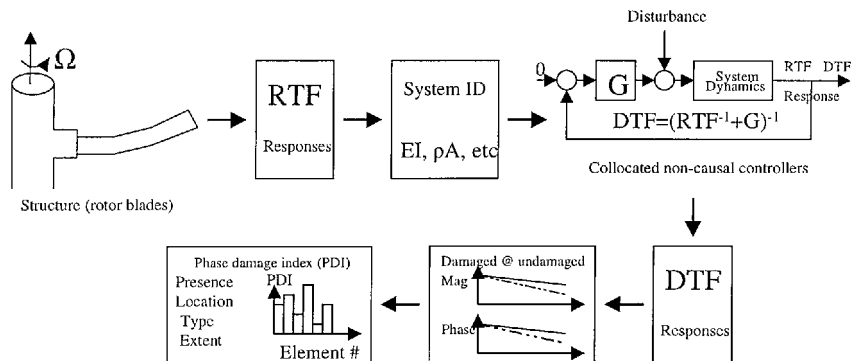 Disturbance
Ω
RTF
Responses
System ID
EI, ρA, etc
0
G
System
Dynamics
RTF DTF
Response
DTF=(RTF⁻¹+G)⁻¹
Collocated non-causal controllers
Structure (rotor blades)
Phase damage index (PDI)
Presence
Location
Type
Extent
PDI
Element #
Damaged @ undamaged
Mag
Phase
DTF
Responses